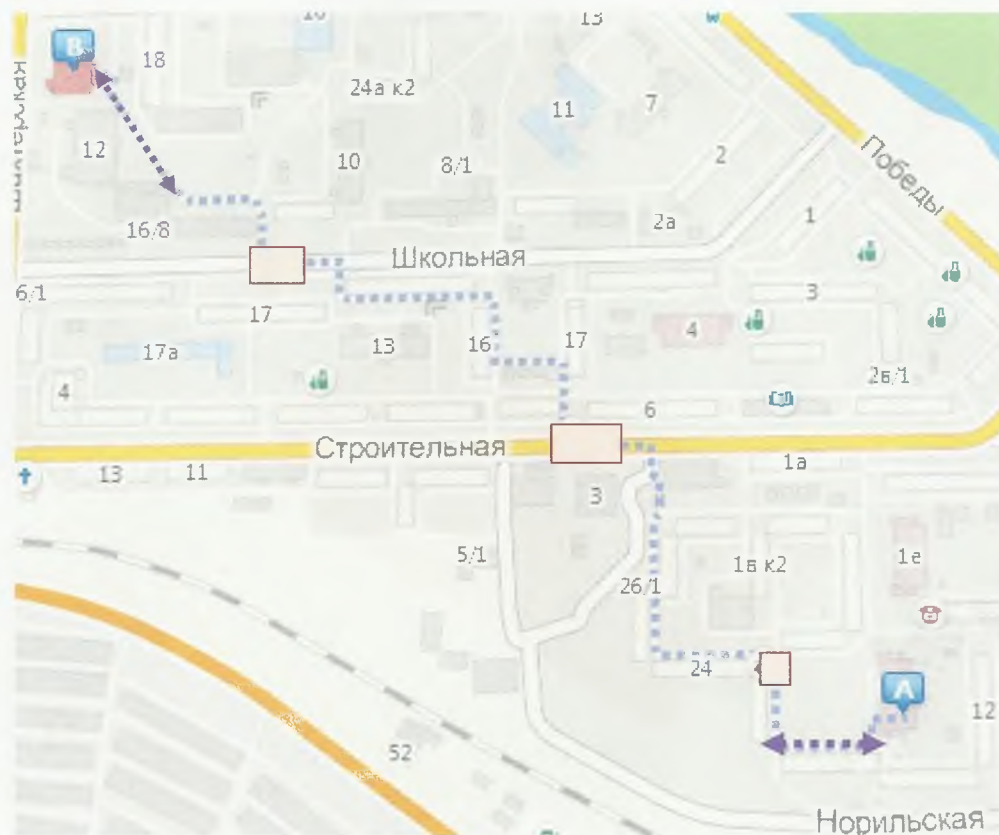 13
В
18
24а к2
11
7
12
10
8/1
2
Победы
2а
1
16/8
Школьная
6/1
3
17
17а
13
16
17
4
4
6
2б/1
Строительная
13
11
1а
3
5/1
1в к2
1е
26/1
24
А
12
52
Норильская